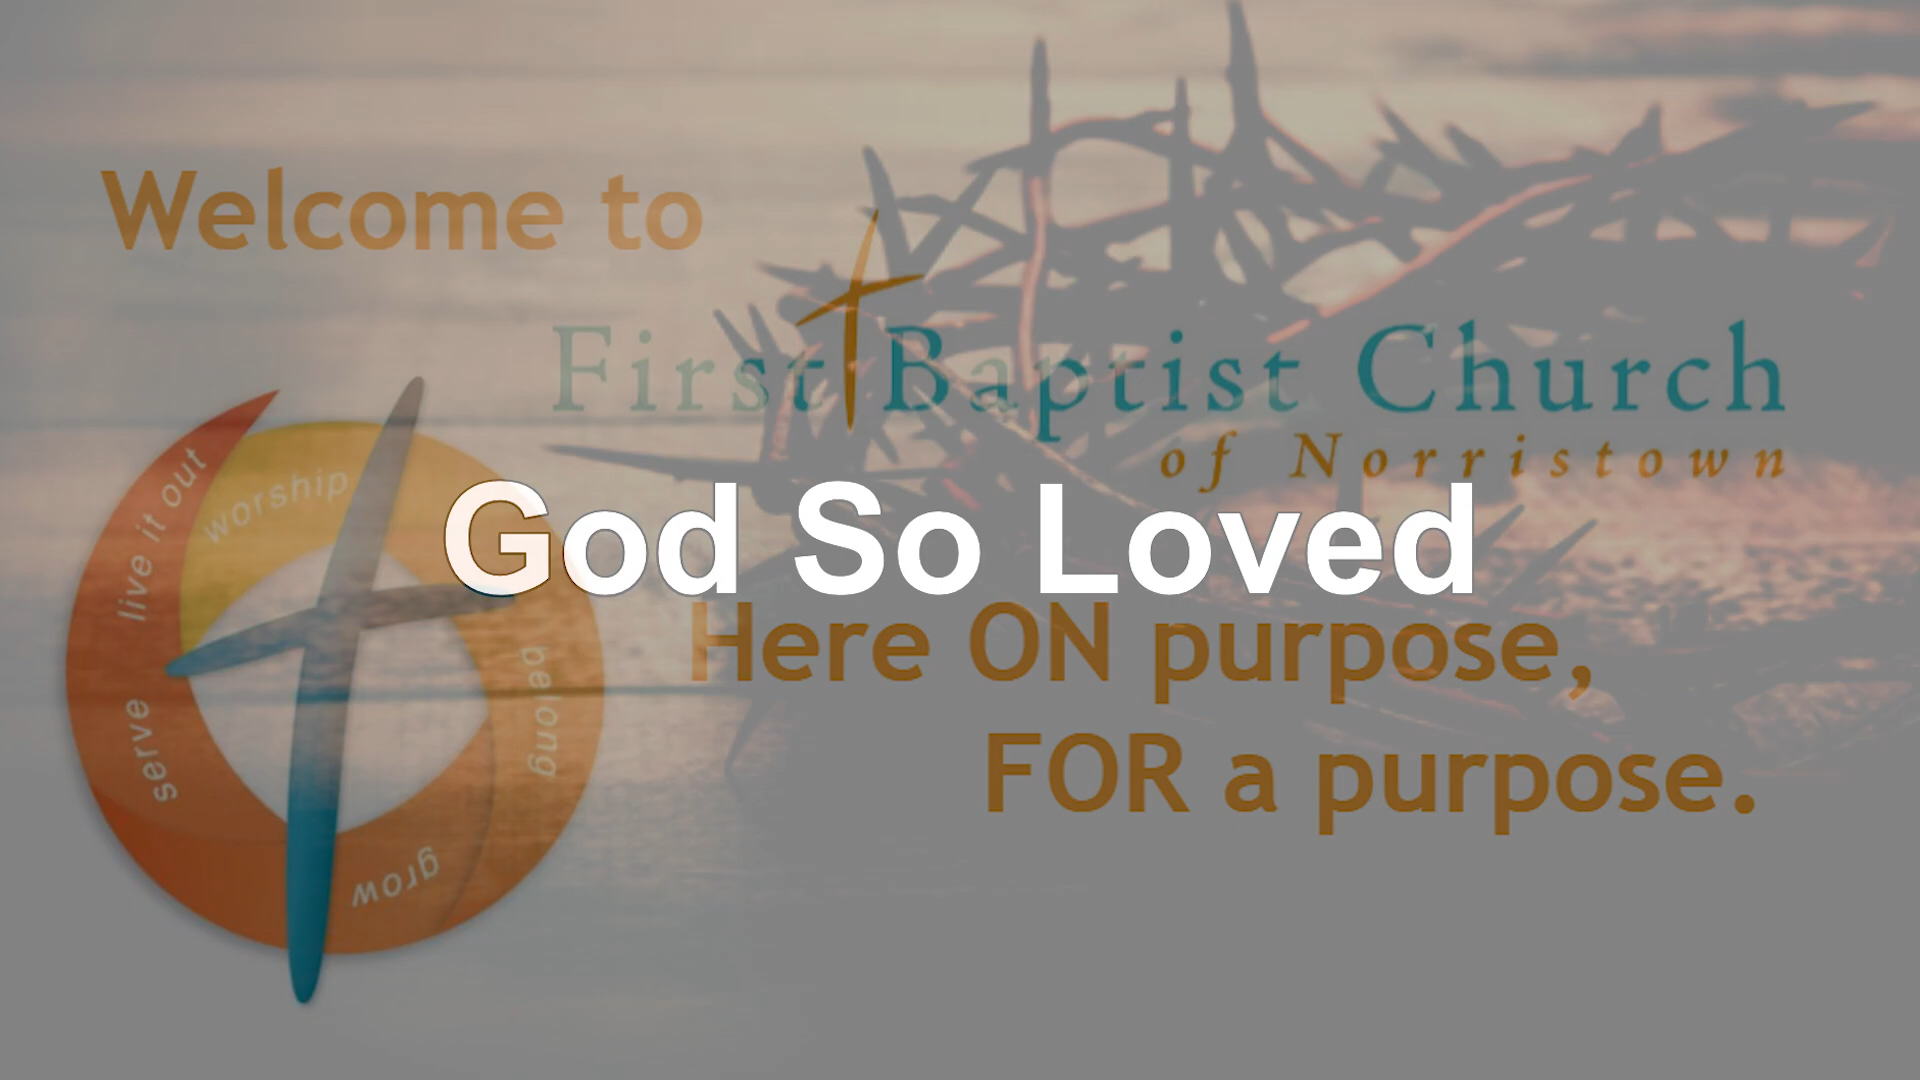 Welcome to
First Baptist Church
of Norristown
live it out
worship
God So Loved
Here ON purpose,
belong
serve
FOR a purpose.
grow